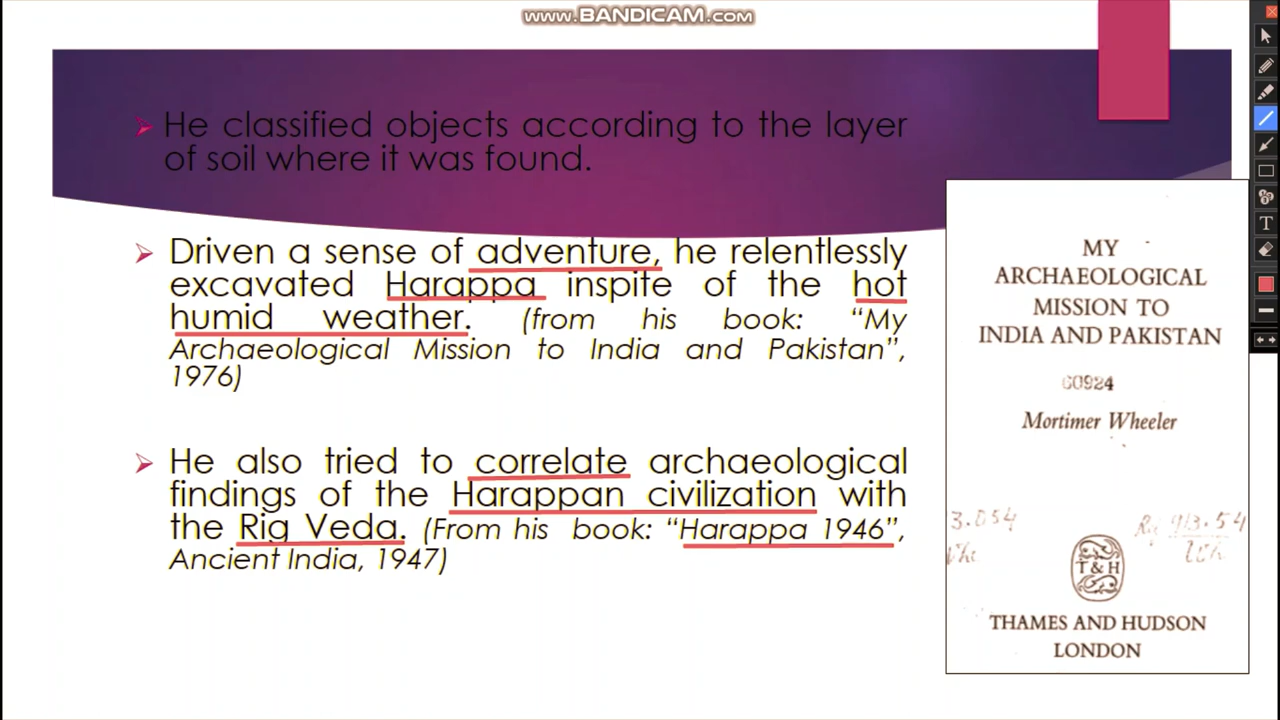 www.BANDICAM.com
He classified objects according to the layer
of soil where it was found.
Driven a sense of adventure, he relentlessly
excavated Harappa inspite of the hot
humid weather. (from his book: “My
Archaeological Mission to India and Pakistan”,
1976)
He also tried to correlate archaeological
findings of the Harappan civilization with
the Rig Veda. (From his book: “Harappa 1946”,
Ancient India, 1947)
MY
ARCHAEOLOGICAL
MISSION TO
INDIA AND PAKISTAN
60924
Mortimer Wheeler
T & H
THAMES AND HUDSON
LONDON
T